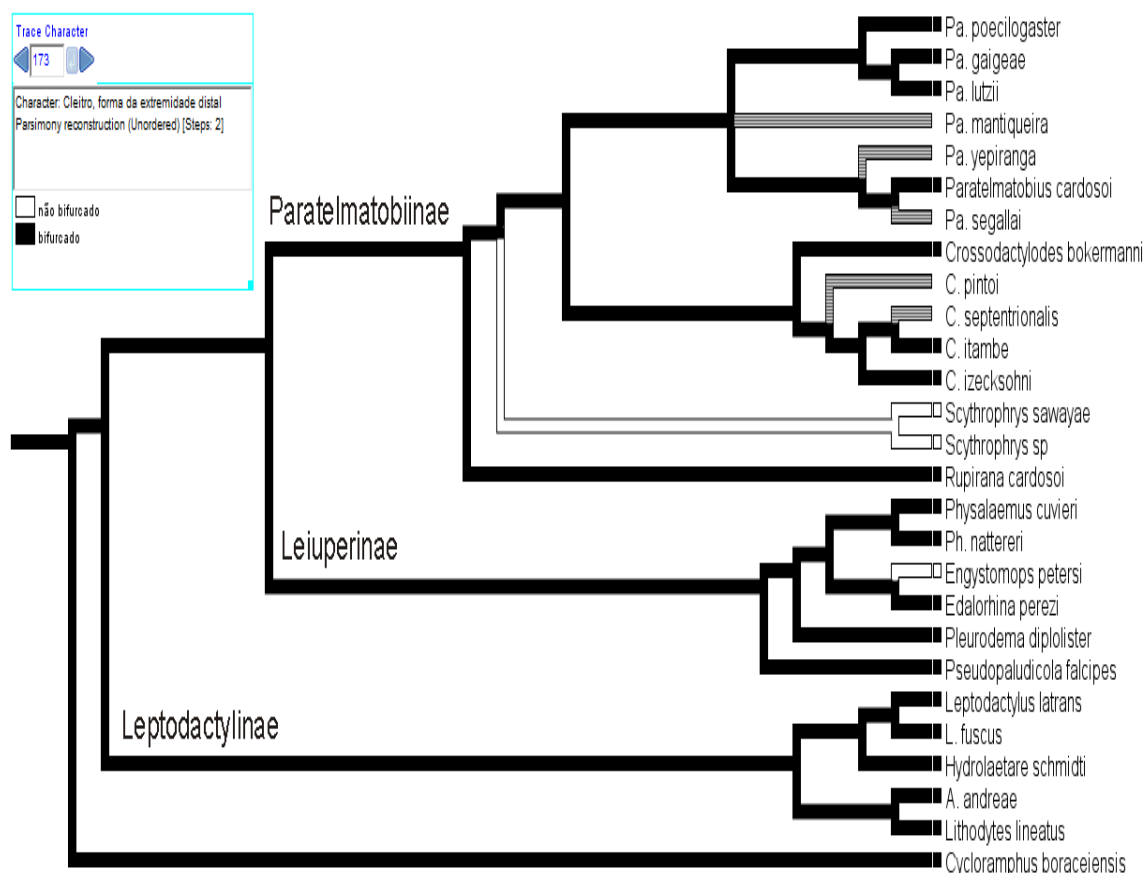 Trace Character
173
Character: Cleitro, forma da extremidade distal
Parsimony reconstruction (Unordered) [Steps: 2]
não bifurcado
bifurcado
Paratelmatobiinae
Leiuperinae
Leptodactylinae
Pa. poecilogaster
Pa. gaigeae
Pa. lutzii
Pa. mantiqueira
Pa. yepiranga
Paratelmatobius cardosoi
Pa. segallai
Crossodactylodes bokermanni
C. pintoi
C. septentrionalis
C. itambe
C. izecksohni
Scythrophrys sawayae
Scythrophrys sp
Rupirana cardosoi
Physalaemus cuvieri
Ph. nattereri
Engystomops petersi
Edalorhina perezi
Pleurodema diplolister
Pseudopaludicola falcipes
Leptodactylus latrans
L. fuscus
Hydrolaetare schmidti
A. andreae
Lithodytes lineatus
Cycloramphus boraceiensis